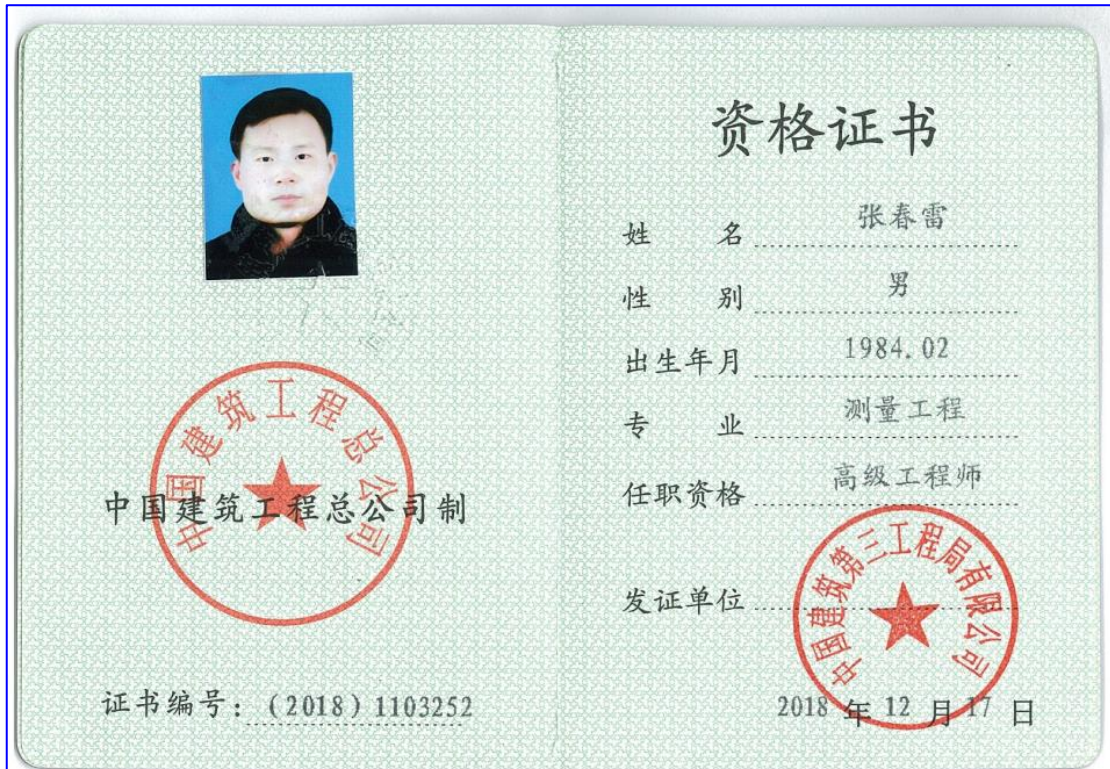 中国建筑工程总公司
中国建筑工程总公司制
证书编号：（2018）1103252
资格证书
姓 名 张春雷
性 别 男
出生年月 1984.02
专 业 测量工程
任职资格 高级工程师
发证单位
中国建筑第三工程局有限公司
2018 年 12 月 17 日